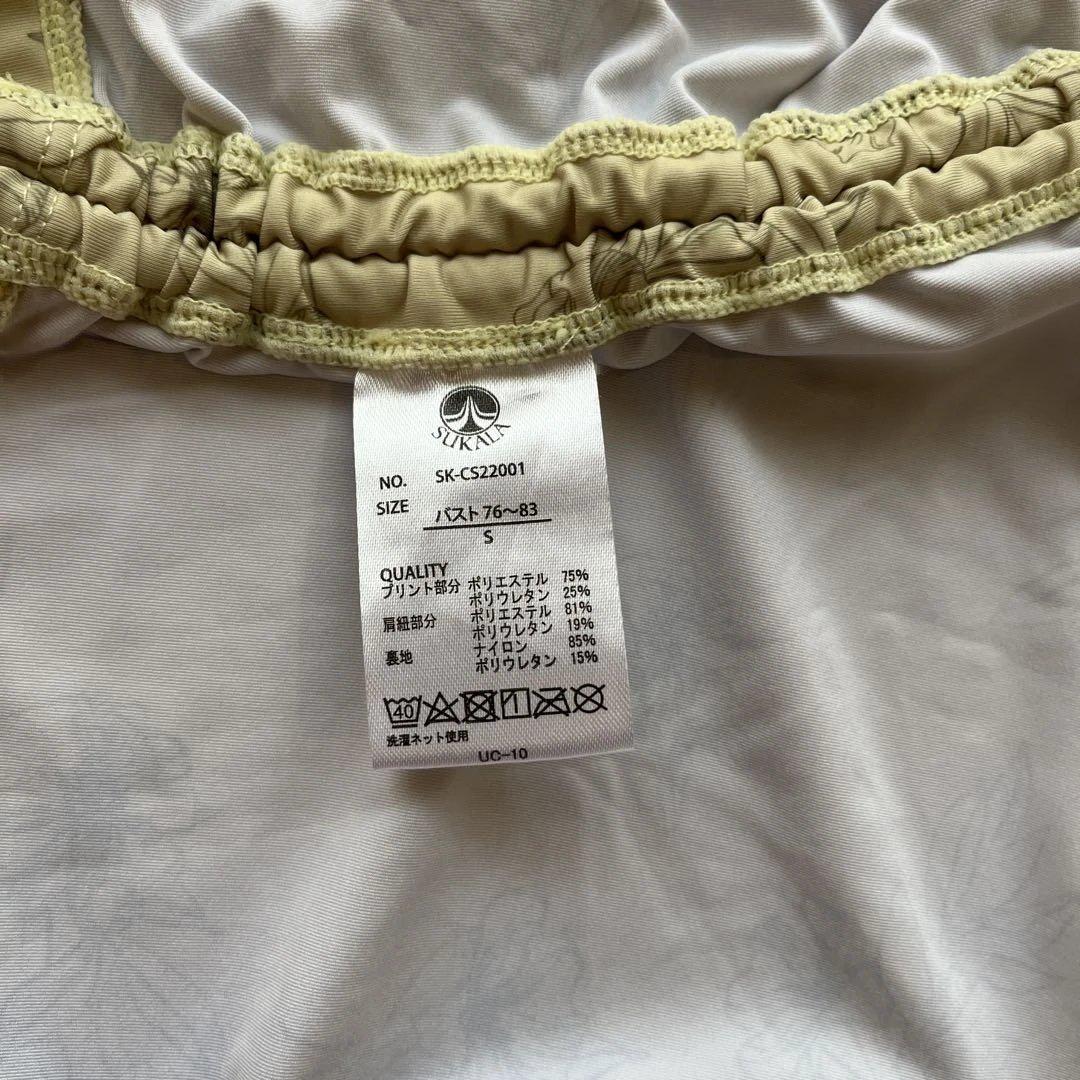 SUKALA
NO. SK-CS22001
SIZE バスト76～83
S
QUALITY
プリント部分 ポリエステル 75%
ポリウレタン 25%
肩紐部分 ポリエステル 81%
ポリウレタン 19%
裏地 ナイロン 85%
ポリウレタン 15%
40
洗濯ネット使用
UC-10